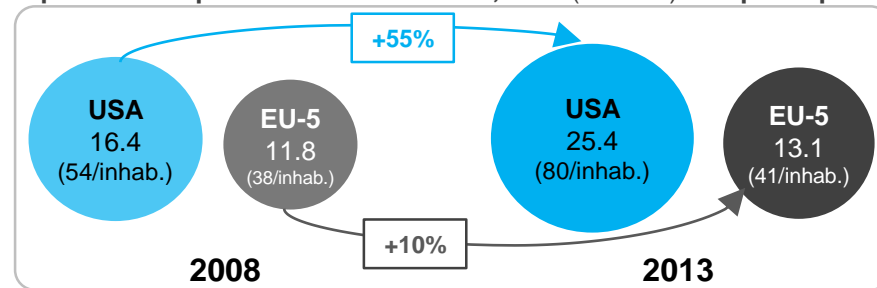 +55%
USA
16.4
(54/inhab.)
EU-5
11.8
(38/inhab.)
USA
25.4
(80/inhab.)
EU-5
13.1
(41/inhab.)
+10%
2008
2013